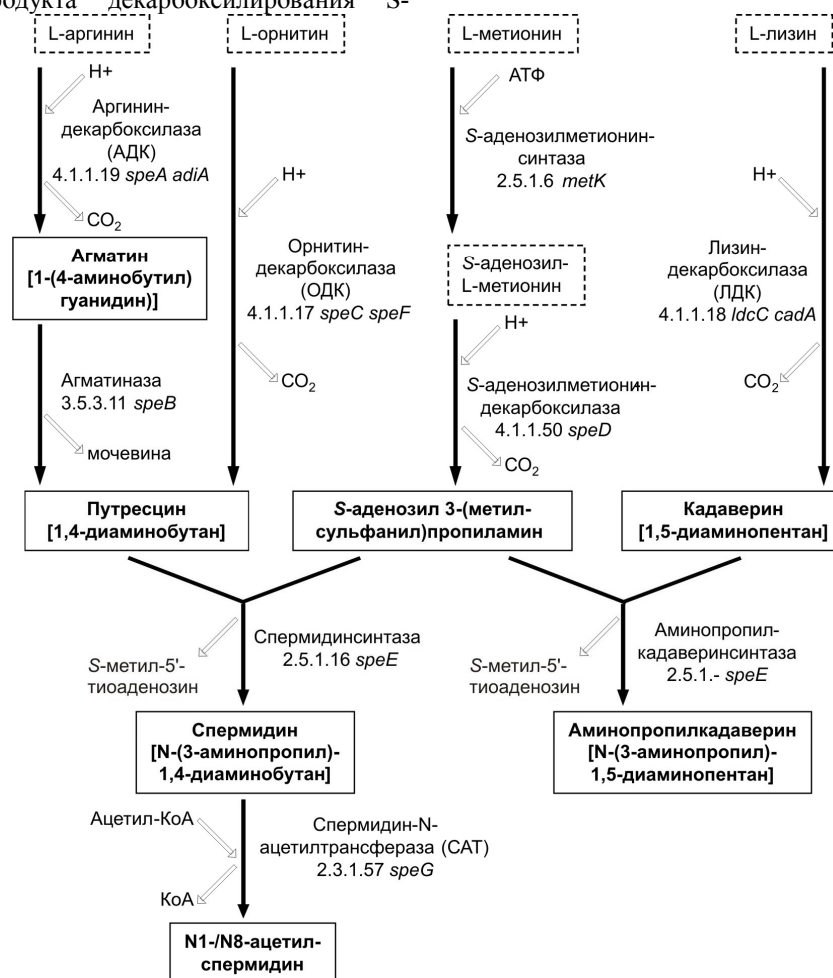 родукта декарбоксилирования S-
L-аргинин
L-орнитин
L-метионин
L-лизин
H+
АТФ
Аргинин-
декарбоксилаза
(АДК)
4.1.1.19 speA adiA
CO₂
S-аденозилметионин-
синтаза
2.5.1.6 metK
H+
H+
Агматин
[1-(4-аминобутил)
гуанидин)]
Орнитин-
декарбоксилаза
(ОДК)
4.1.1.17 speC speF
S-аденозил-
L-метионин
Лизин-
декарбоксилаза
(ЛДК)
4.1.1.18 ldcC cadA
H+
Агматиназа
3.5.3.11 speB
мочевина
CO₂
S-аденозилметионин-
декарбоксилаза
4.1.1.50 speD
CO₂
CO₂
Путресцин
[1,4-диаминобутан]
S-аденозил 3-(метил-
сульфанил)пропиламин
Кадаверин
[1,5-диаминопентан]
S-метил-5'-
тиоаденозин
Спермидинсинтаза
2.5.1.16 speE
S-метил-5'-
тиоаденозин
Аминопропил-
кадаверинсинтаза
2.5.1.- speE
Спермидин
[N-(3-аминопропил)-
1,4-диаминобутан]
Аминопропилкадаверин
[N-(3-аминопропил)-
1,5-диаминопентан]
Ацетил-КоА
Спермидин-N-
ацетилтрансфераза (САТ)
2.3.1.57 speG
КоА
N1-/N8-ацетил-
спермидин